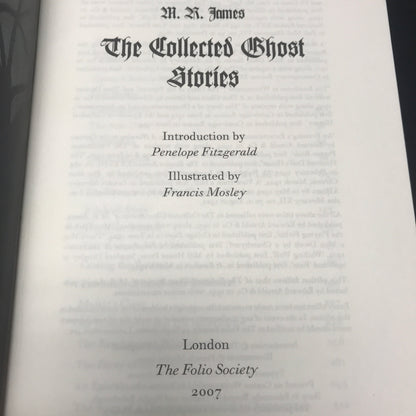 M. R. James
The Collected Ghost
Stories
Introduction by
Penelope Fitzgerald
Illustrated by
Francis Mosley
London
The Folio Society
2007